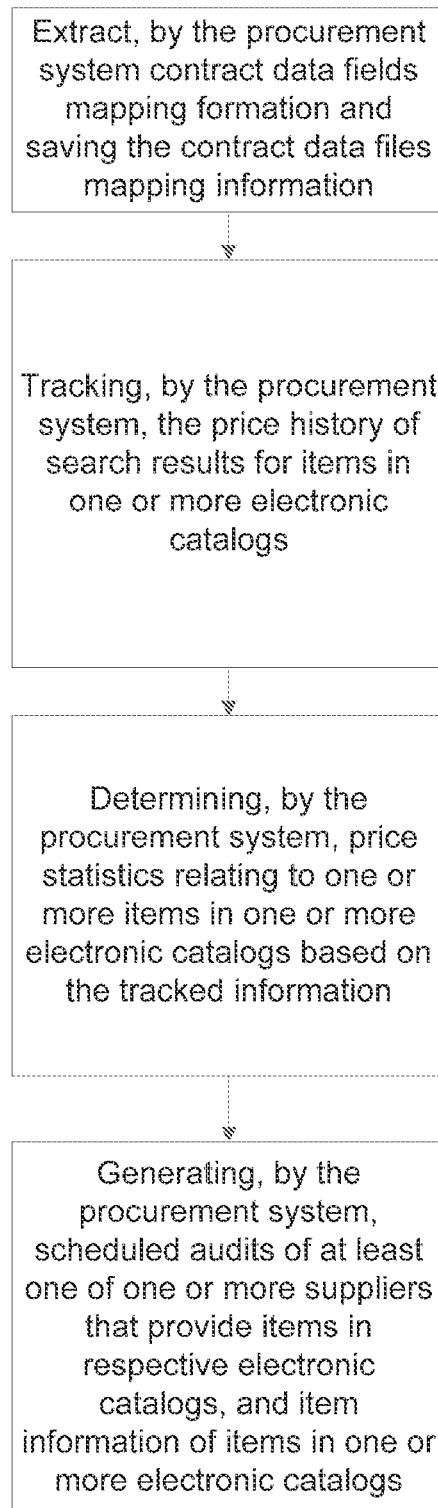 Extract, by the procurement
system contract data fields
mapping formation and
saving the contract data files
mapping information
Tracking, by the procurement
system, the price history of
search results for items in
one or more electronic
catalogs
Determining, by the
procurement system, price
statistics relating to one or
more items in one or more
electronic catalogs based on
the tracked information
Generating, by the
procurement system,
scheduled audits of at least
one of one or more suppliers
that provide items in
respective electronic
catalogs, and item
information of items in one or
more electronic catalogs